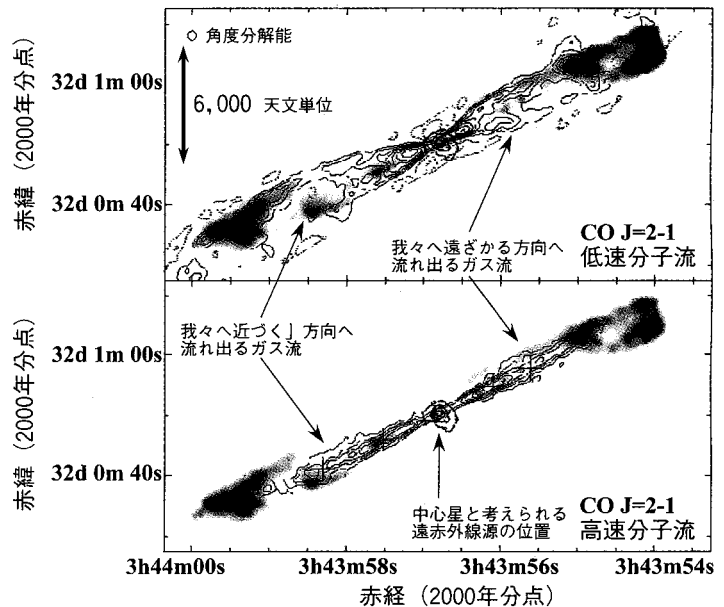 角度分解能
32d 1m 00s
6,000 天文単位
赤緯 (2000年分点)
32d 0m 40s
我々へ遠ざかる方向へ
流れ出るガス流
CO J=2-1
低速分子流
我々へ近づく」方向へ
流れ出るガス流
32d 1m 00s
赤緯 (2000年分点)
32d 0m 40s
中心星と考えられる
遠赤外線源の位置
CO J=2-1
高速分子流
3h44m00s
3h43m58s
3h43m56s
3h43m54s
赤経 (2000年分点)